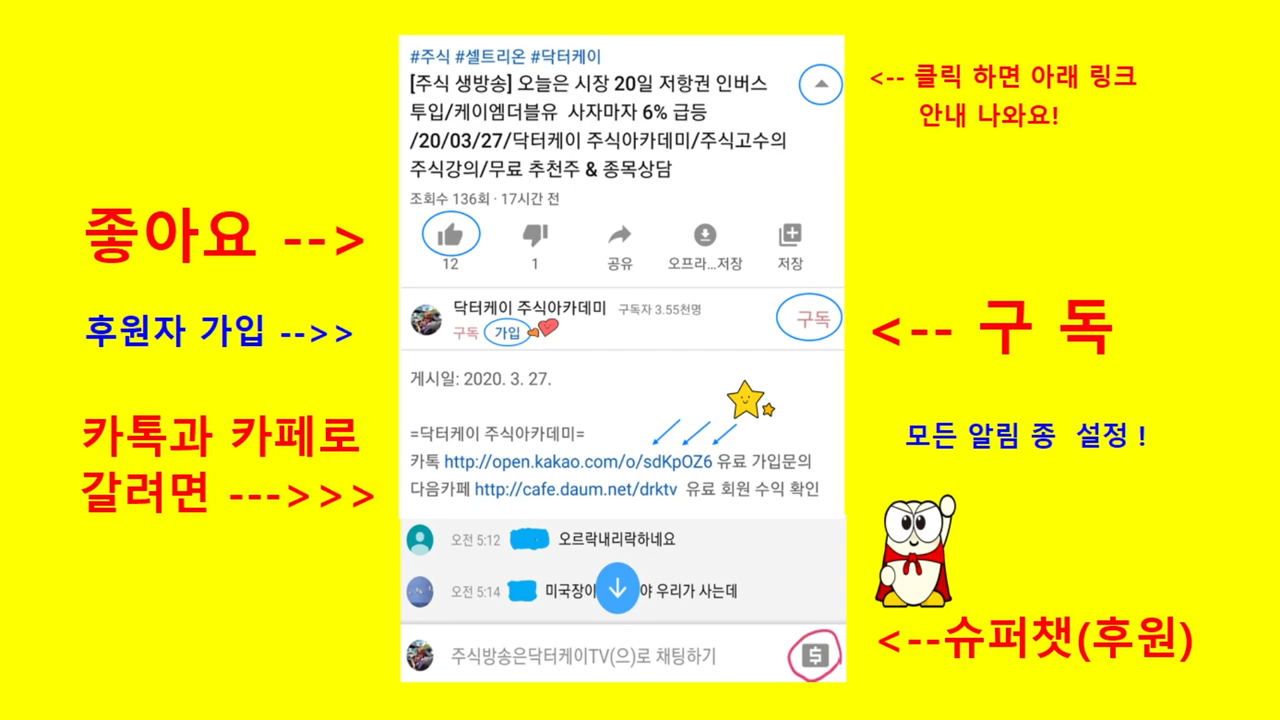 #주식 #셀트리온 #닥터케이
[주식 생방송] 오늘은 시장 20일 저항권 인버스
투입/케이엠더블유 사자마자 6% 급등
/20/03/27/닥터케이 주식아카데미/주식고수의
주식강의/무료 추천주 & 종목상담
조회수 136회 · 17시간 전
<-- 클릭 하면 아래 링크
안내 나와요!
좋아요 -->
12
1
공유
오프라...저장
저장
후원자 가입 -->>
닥터케이 주식아카데미 구독자 3.55천명
구독 가입
구독
<-- 구 독
게시일: 2020. 3. 27.
카톡과 카페로
갈려면 --->>>
=닥터케이 주식아카데미=
카톡 http://open.kakao.com/o/sdKpOZ6 유료 가입문의
다음카페 http://cafe.daum.net/drktv 유료 회원 수익 확인
모든 알림 종 설정 !
오전 5:12 오르락내리락하네요
오전 5:14 미국장이 야 우리가 사는데
주식방송은닥터케이TV(으)로 채팅하기
$
<--슈퍼챗(후원)